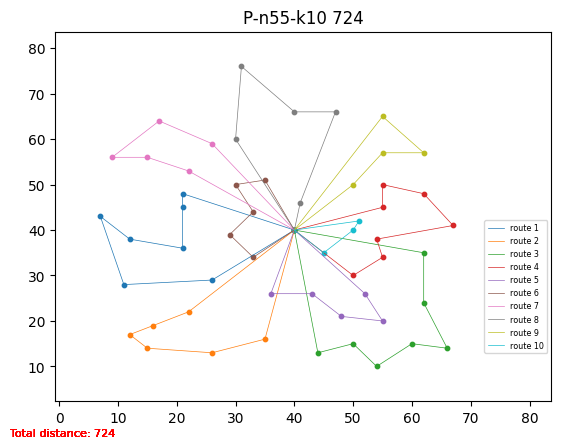 P-n55-k10 724
80
70
60
50
40
30
20
10
0 10 20 30 40 50 60 70 80
route 1
route 2
route 3
route 4
route 5
route 6
route 7
route 8
route 9
route 10
Total distance: 724